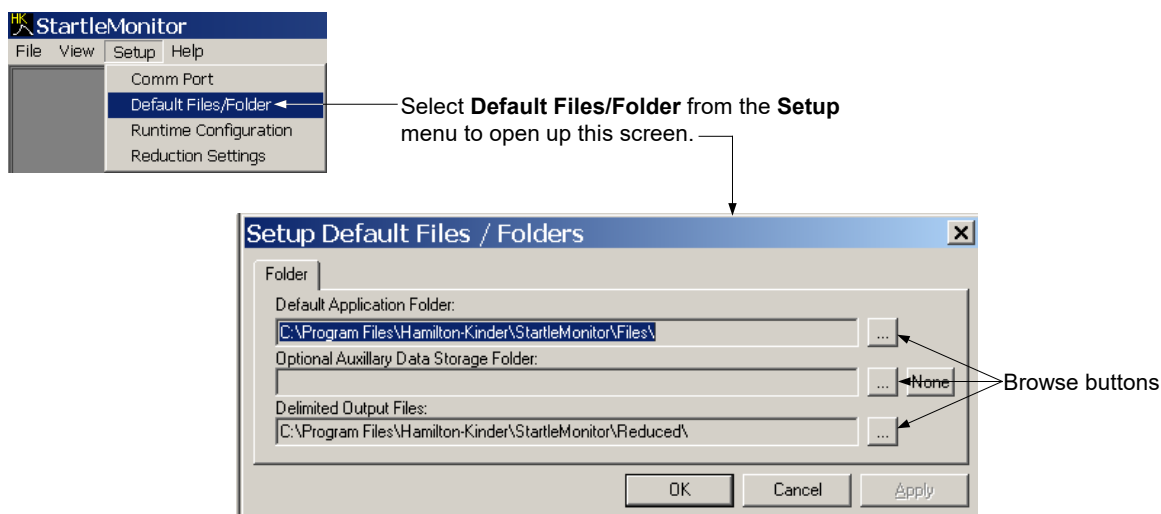 HK StartleMonitor
File View Setup Help
Comm Port
Default Files/Folder
Runtime Configuration
Reduction Settings
Select Default Files/Folder from the Setup
menu to open up this screen.
Setup Default Files / Folders
Folder
Default Application Folder:
C:\Program Files\Hamilton-Kinder\StartleMonitor\Files\
...
Optional Auxillary Data Storage Folder:
... None
Browse buttons
Delimited Output Files:
C:\Program Files\Hamilton-Kinder\StartleMonitor\Reduced\
...
OK Cancel Apply